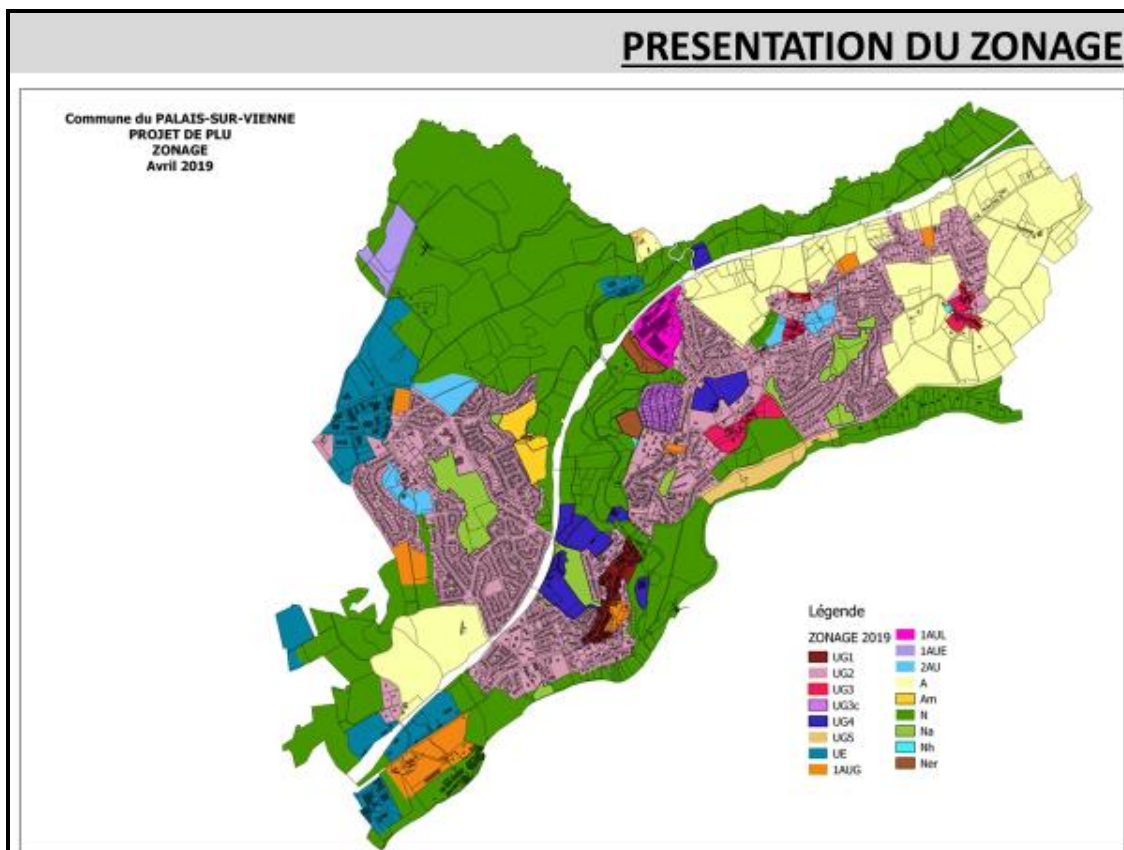 PRESENTATION DU ZONAGE
Commune du PALAIS-SUR-VIENNE
PROJET DE PLU
ZONAGE
Avril 2019
Légende
ZONAGE 2019
UG1
UG2
UG3
UG3c
UG4
UG5
UE
1AUG
1AUL
1AUE
2AU
A
Am
N
Na
Nh
Ner